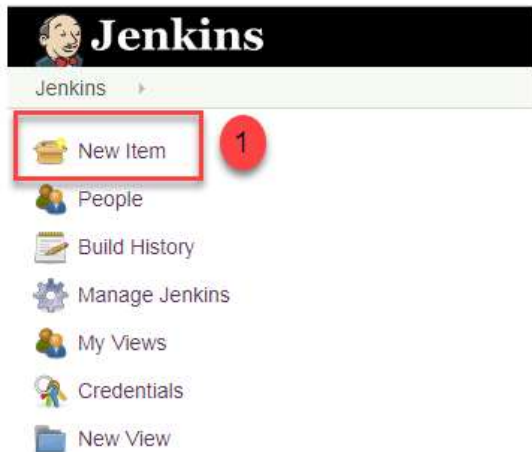 Jenkins
Jenkins
New Item
1
People
Build History
Manage Jenkins
My Views
Credentials
New View